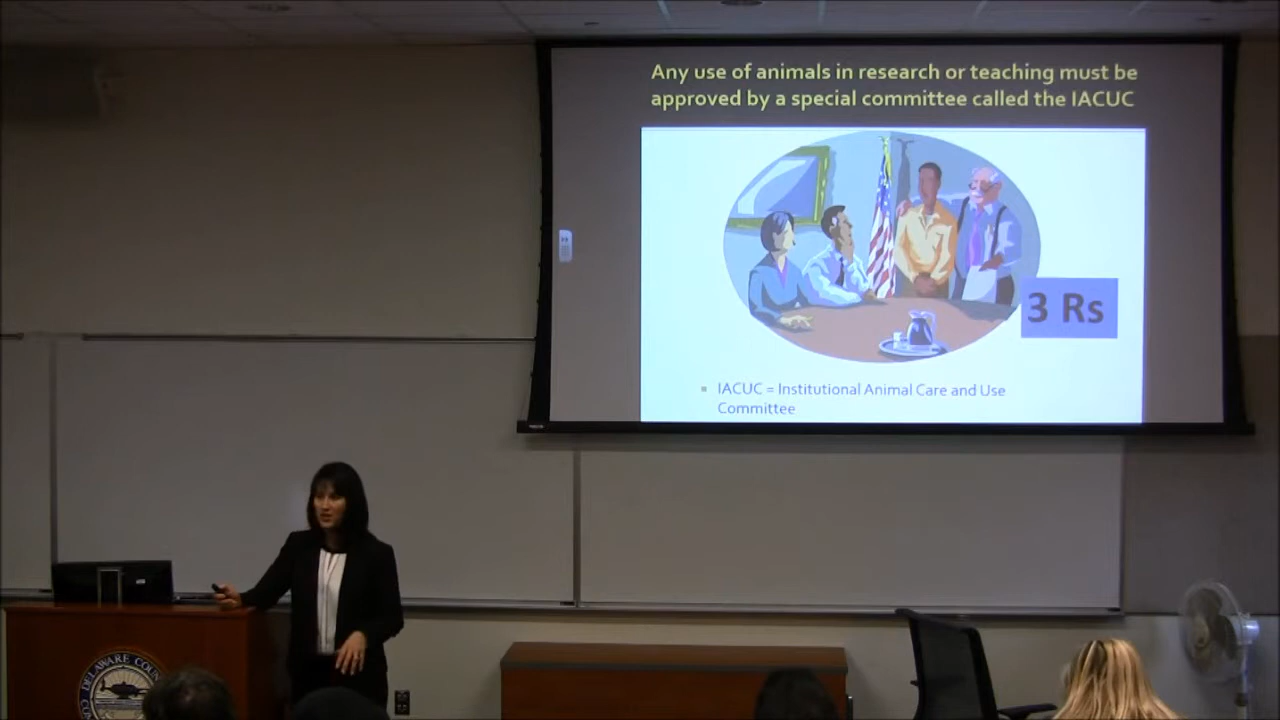 Any use of animals in research or teaching must be
approved by a special committee called the IACUC
3 Rs
IACUC = Institutional Animal Care and Use
Committee
DELAWARE COUN